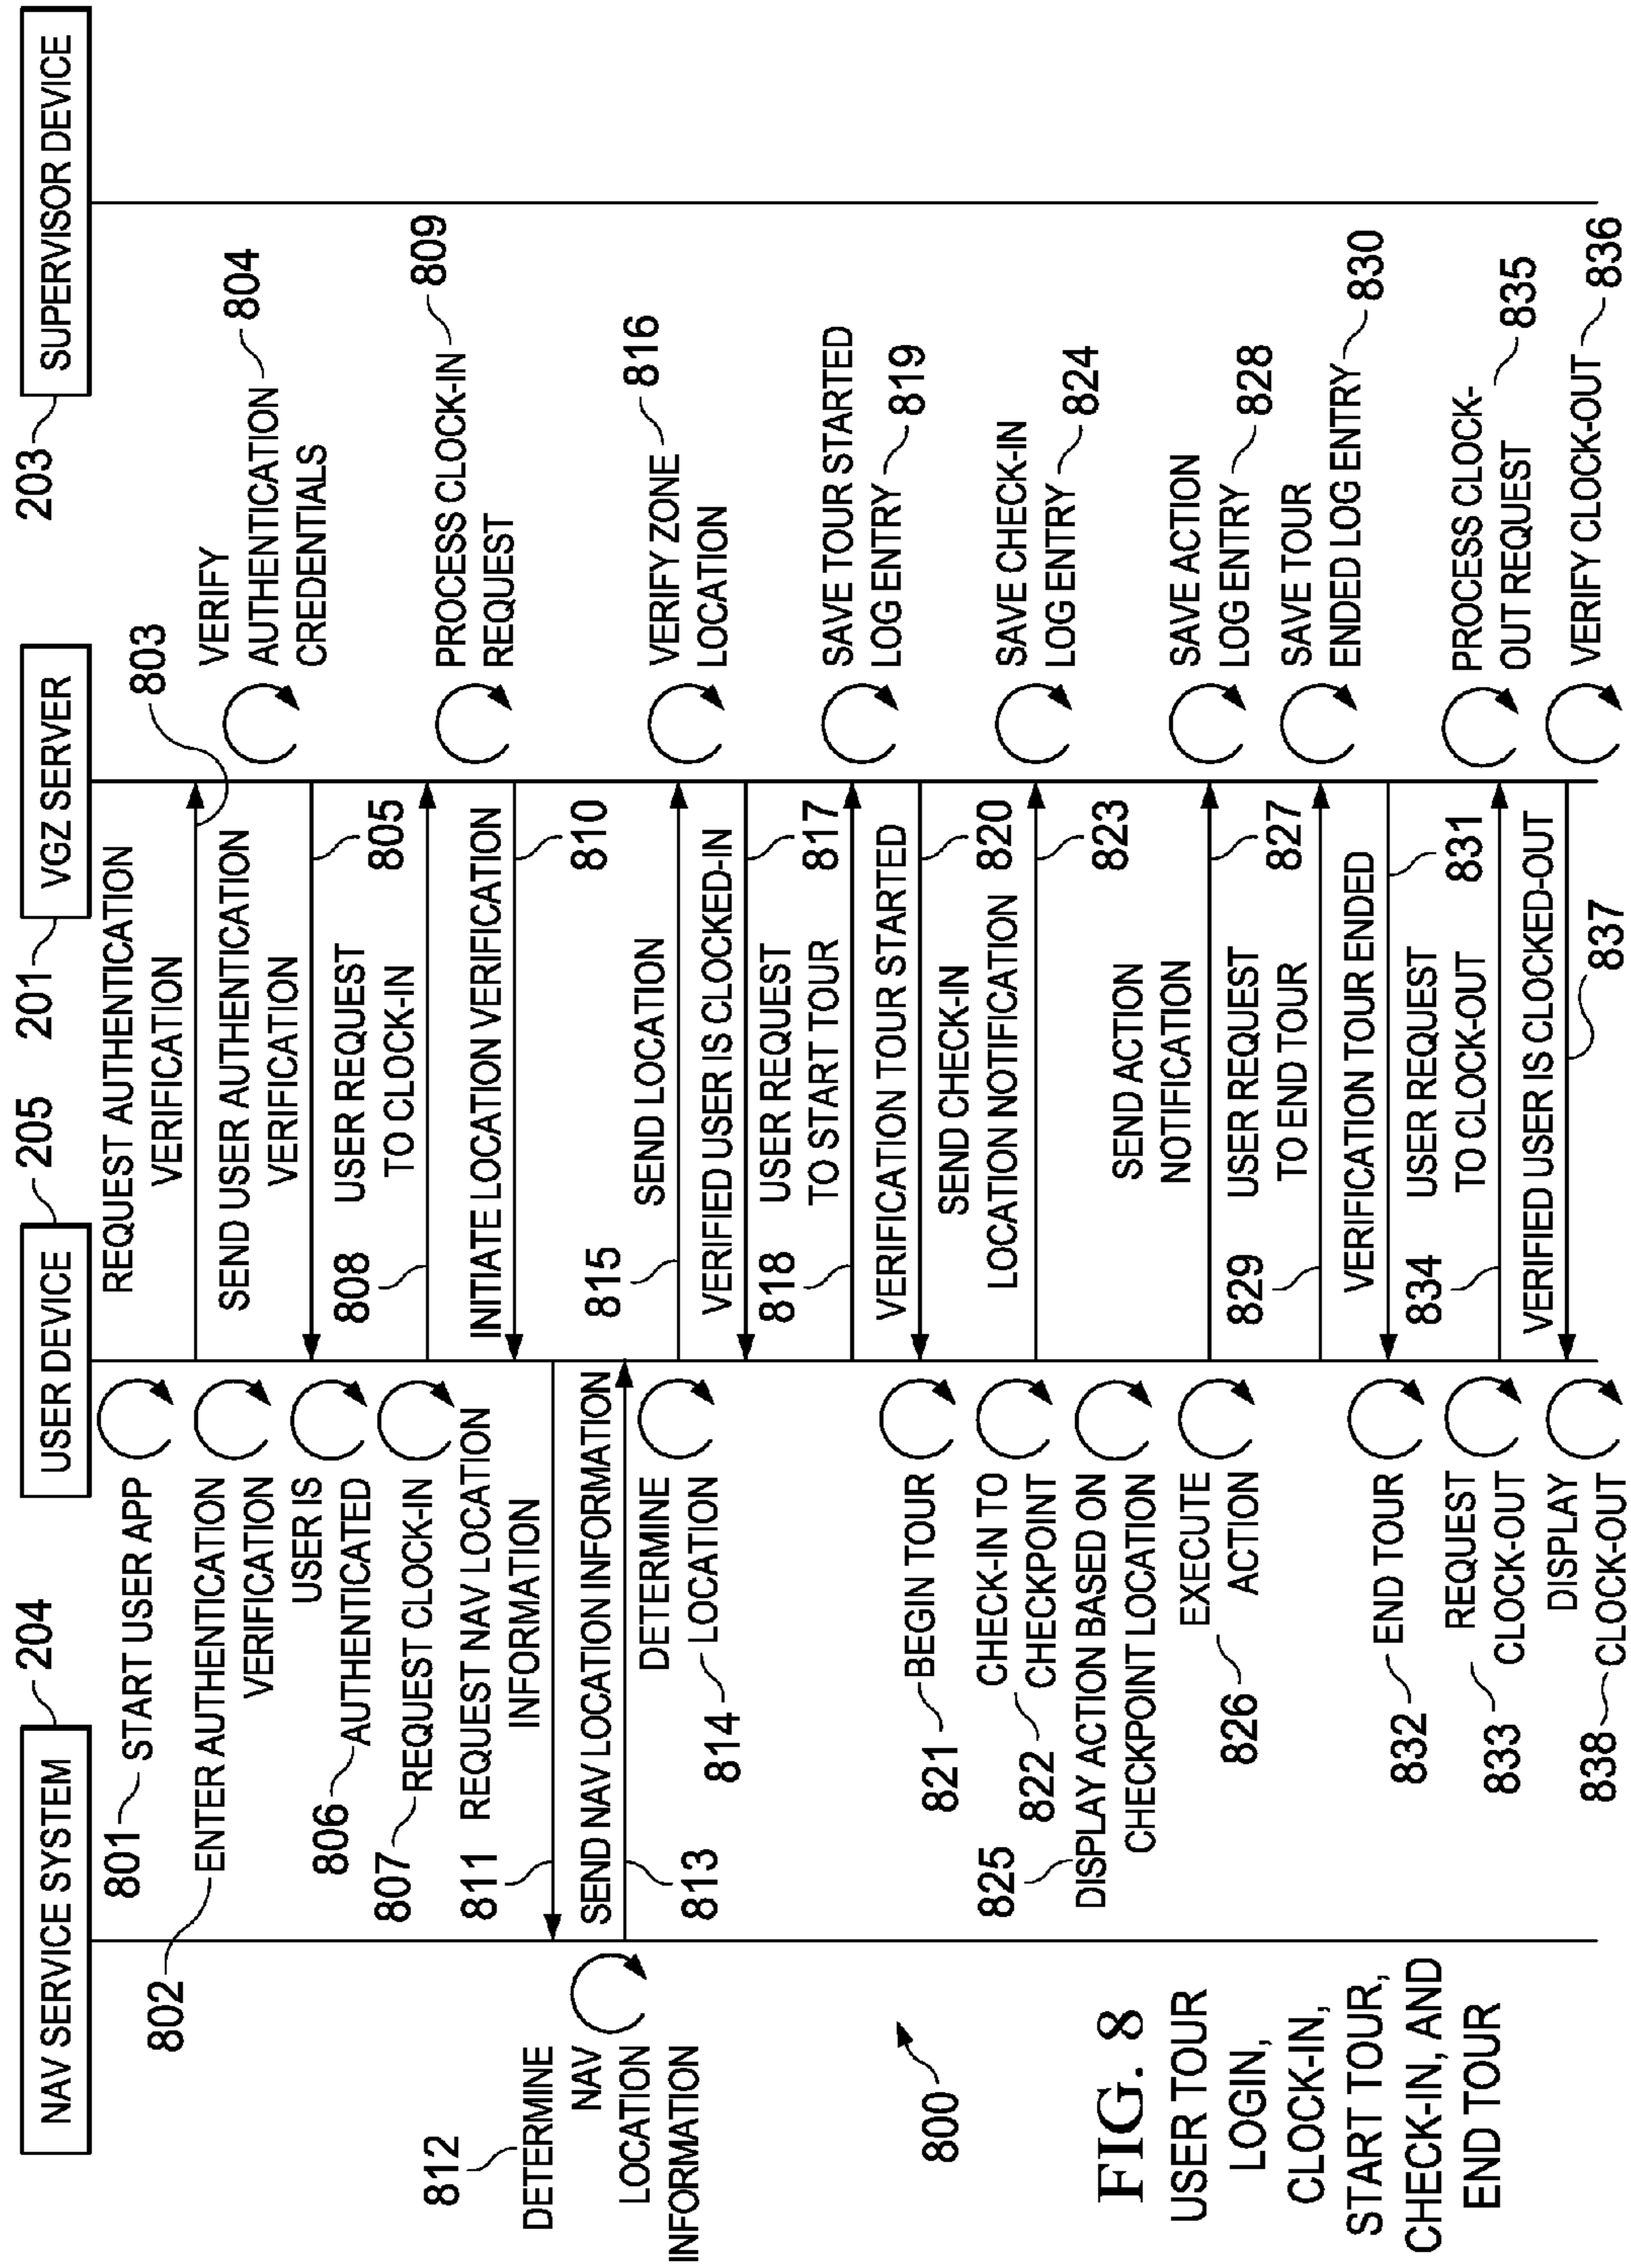 NAV SERVICE SYSTEM
204
USER DEVICE
205
201
VGZ SERVER
203
SUPERVISOR DEVICE
801
START USER APP
802
ENTER AUTHENTICATION
VERIFICATION
REQUEST AUTHENTICATION
VERIFICATION
803
VERIFY
AUTHENTICATION
CREDENTIALS
804
SEND USER AUTHENTICATION
VERIFICATION
805
USER IS
AUTHENTICATED
806
807
REQUEST CLOCK-IN
808
USER REQUEST
TO CLOCK-IN
PROCESS CLOCK-IN
REQUEST
809
INITIATE LOCATION VERIFICATION
810
811
REQUEST NAV LOCATION
INFORMATION
812
DETERMINE
NAV
LOCATION
INFORMATION
SEND NAV LOCATION INFORMATION
813
DETERMINE
LOCATION
814
815
SEND LOCATION
VERIFY ZONE
LOCATION
816
VERIFIED USER IS CLOCKED-IN
817
818
USER REQUEST
TO START TOUR
SAVE TOUR STARTED
LOG ENTRY
819
VERIFICATION TOUR STARTED
820
821
BEGIN TOUR
822
CHECK-IN TO
CHECKPOINT
SEND CHECK-IN
LOCATION NOTIFICATION
823
SAVE CHECK-IN
LOG ENTRY
824
825
DISPLAY ACTION BASED ON
CHECKPOINT LOCATION
EXECUTE
ACTION
826
SEND ACTION
NOTIFICATION
827
SAVE ACTION
LOG ENTRY
828
829
USER REQUEST
TO END TOUR
SAVE TOUR
ENDED LOG ENTRY
830
VERIFICATION TOUR ENDED
831
832
END TOUR
833
REQUEST
CLOCK-OUT
834
USER REQUEST
TO CLOCK-OUT
PROCESS CLOCK-
OUT REQUEST
835
VERIFY CLOCK-OUT
836
VERIFIED USER IS CLOCKED-OUT
837
838
DISPLAY
CLOCK-OUT
800
FIG. 8
USER TOUR
LOGIN,
CLOCK-IN,
START TOUR,
CHECK-IN, AND
END TOUR